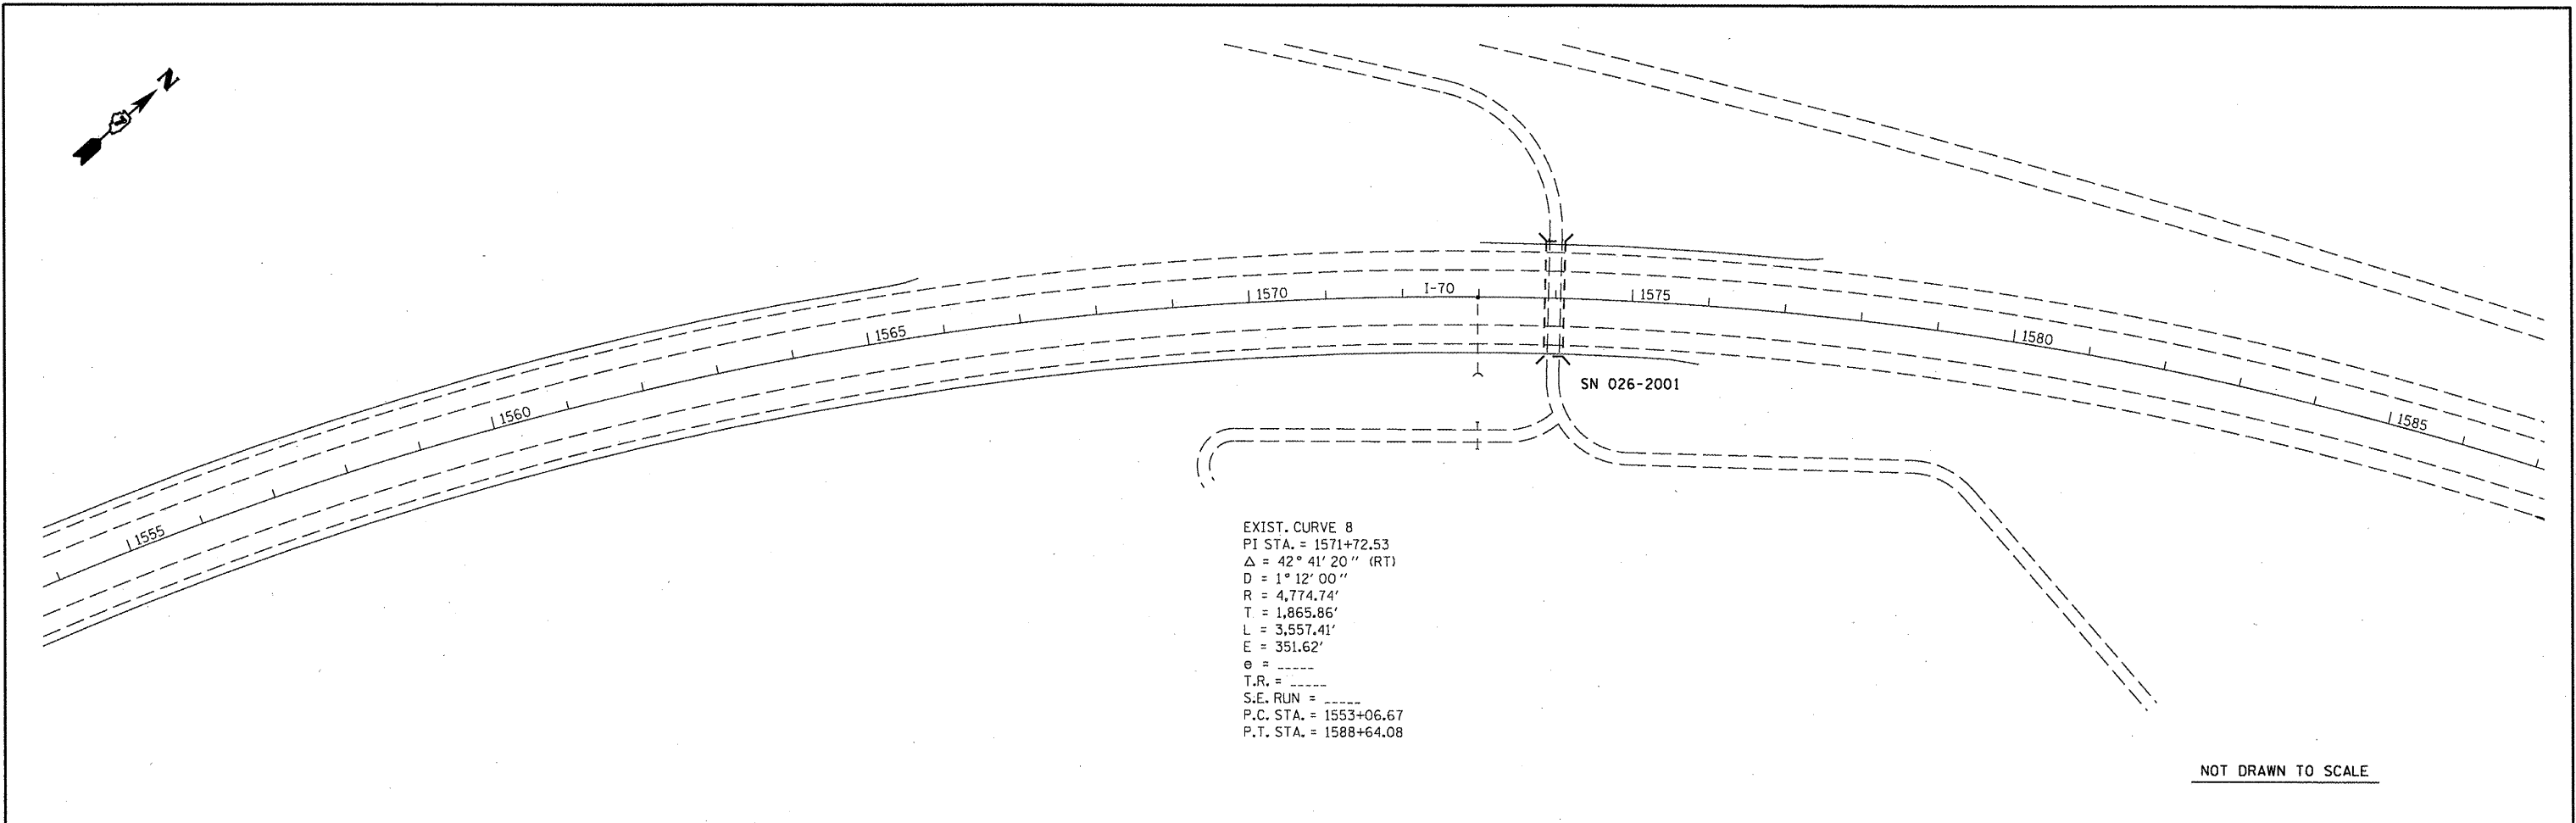 N
1570
I-70
1575
1565
1580
SN 026-2001
1560
1585
1555
EXIST. CURVE 8
PI STA. = 1571+72.53
Δ = 42° 41' 20" (RT)
D = 1° 12' 00"
R = 4,774.74'
T = 1,865.86'
L = 3,557.41'
E = 351.62'
e = _____
T.R. = _____
S.E. RUN = _____
P.C. STA. = 1553+06.67
P.T. STA. = 1588+64.08
NOT DRAWN TO SCALE